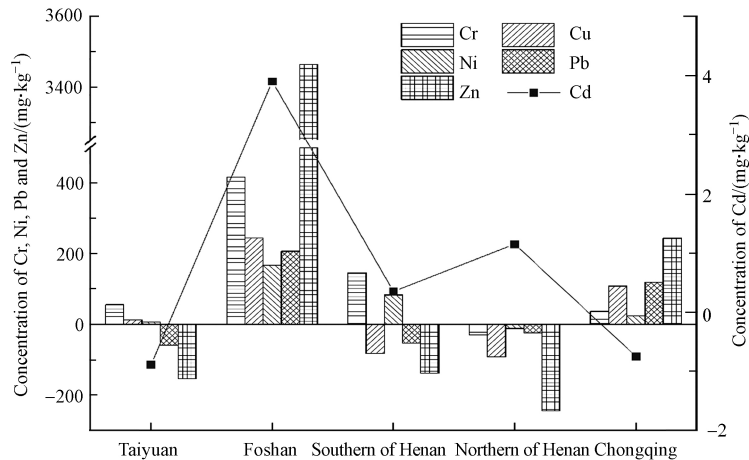 Concentration of Cr, Ni, Pb and Zn/(mg·kg⁻¹)
3600
3400
400
200
0
−200
Cr
Cu
Ni
Pb
Zn
Cd
4
2
0
−2
Concentration of Cd/(mg·kg⁻¹)
Taiyuan Foshan Southern of Henan Northern of Henan Chongqing